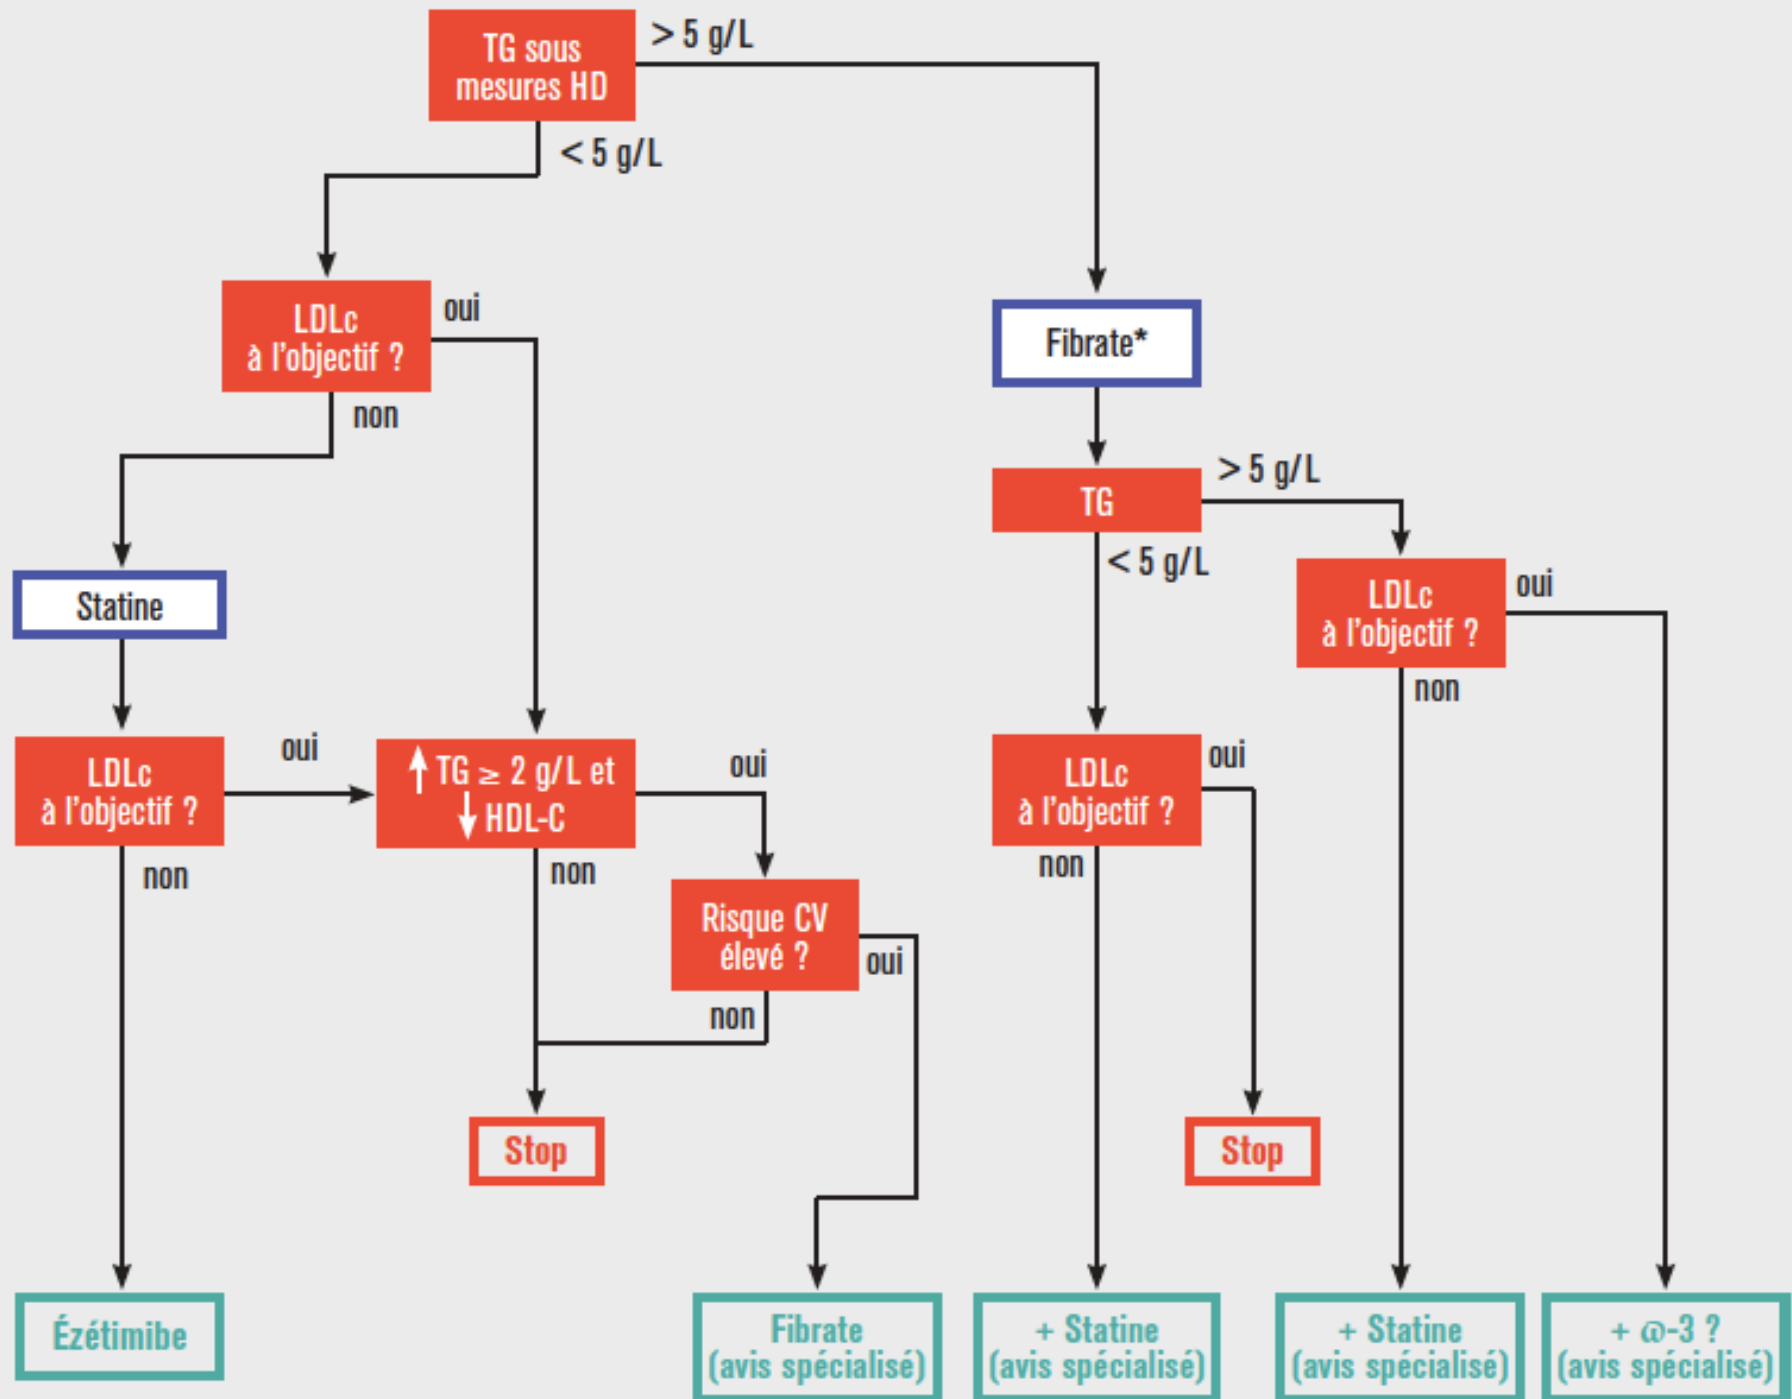 TG sous
mesures HD
> 5 g/L
< 5 g/L
LDLc
à l'objectif ?
oui
non
Fibrate*
TG
> 5 g/L
< 5 g/L
LDLc
à l'objectif ?
oui
non
Statine
LDLc
à l'objectif ?
oui
non
↑ TG ≥ 2 g/L et
↓ HDL-C
oui
non
Risque CV
élevé ?
oui
non
LDLc
à l'objectif ?
oui
non
Stop
Stop
Ézétimibe
Fibrate
(avis spécialisé)
+ Statine
(avis spécialisé)
+ Statine
(avis spécialisé)
+ ω-3 ?
(avis spécialisé)